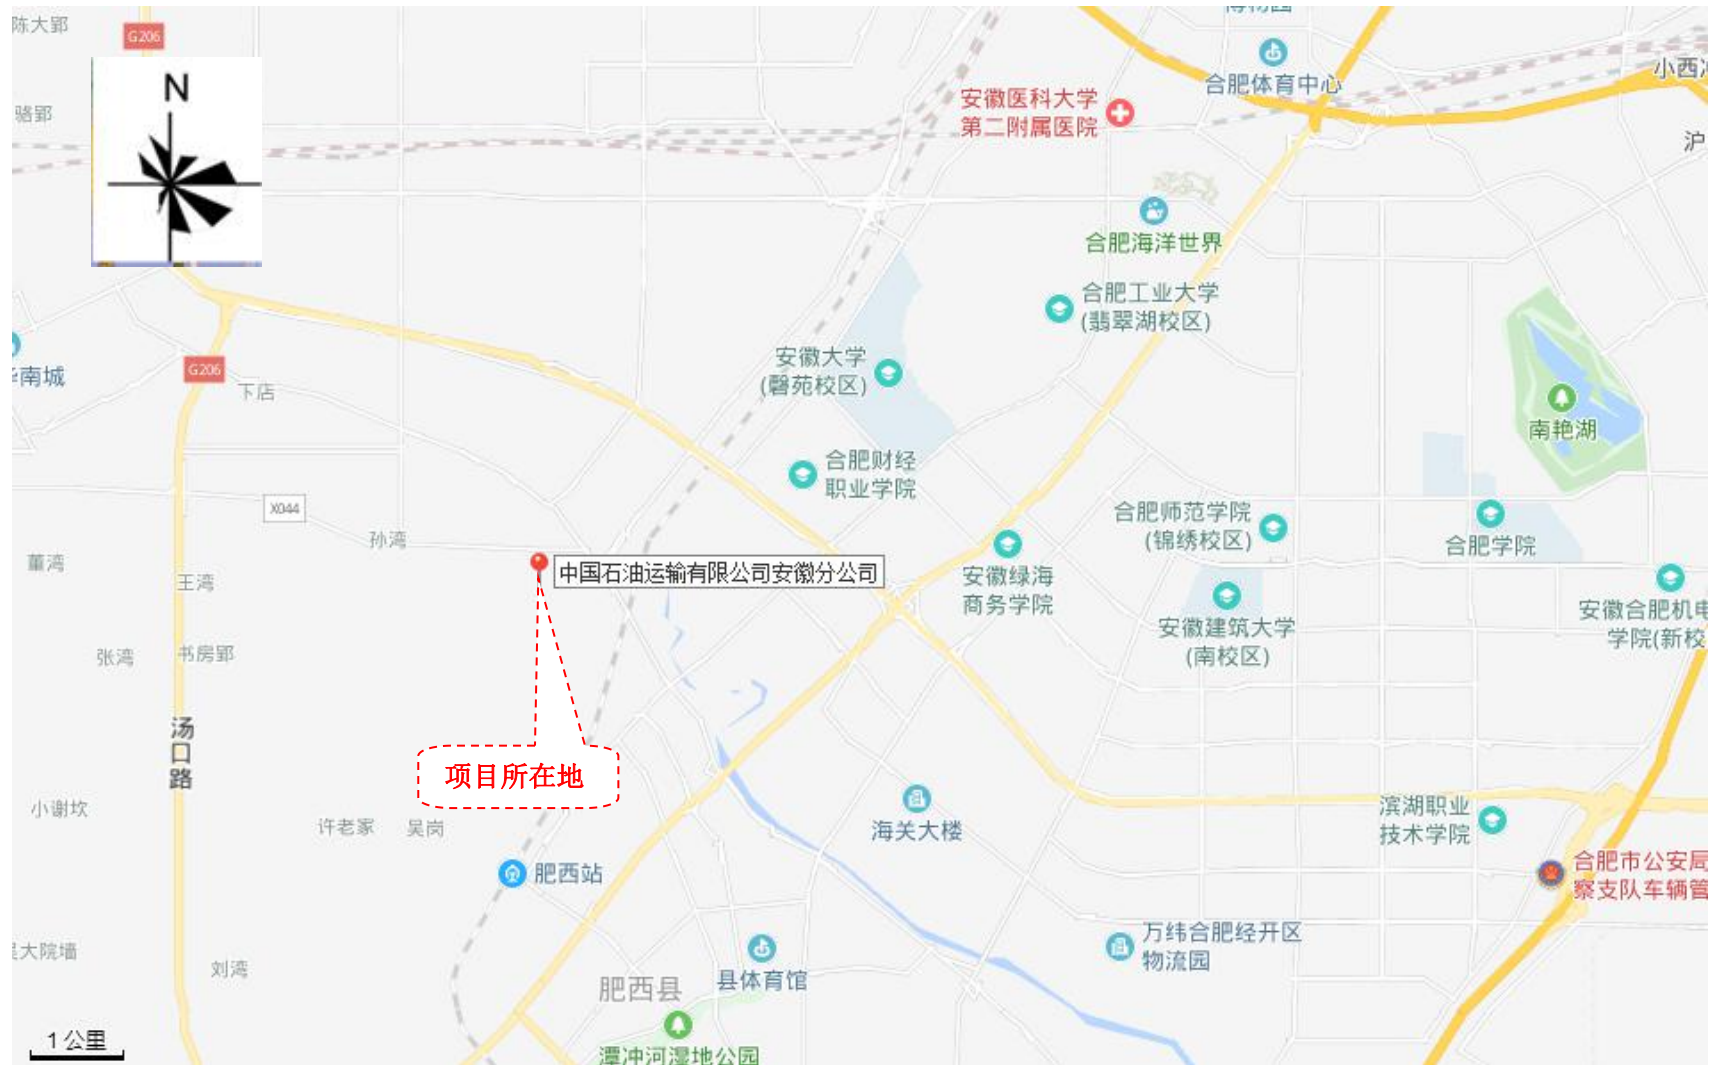 陈大郢
G206
N
骆郢
合肥体育中心
小西冲
安徽医科大学
第二附属医院
沪
合肥海洋世界
合肥工业大学
(翡翠湖校区)
安徽大学
(磬苑校区)
G206
南城
下店
南艳湖
合肥财经
职业学院
X044
合肥师范学院
(锦绣校区)
合肥学院
孙湾
董湾
王湾
中国石油运输有限公司安徽分公司
安徽绿海
商务学院
安徽建筑大学
(南校区)
安徽合肥机电
学院(新校
张湾
书房郢
汤口路
项目所在地
小谢坎
许老家
吴岗
海关大楼
滨湖职业
技术学院
肥西站
合肥市公安局
察支队车辆管
万纬合肥经开区
物流园
大院墙
刘湾
县体育馆
肥西县
1公里
潭冲河湿地公园